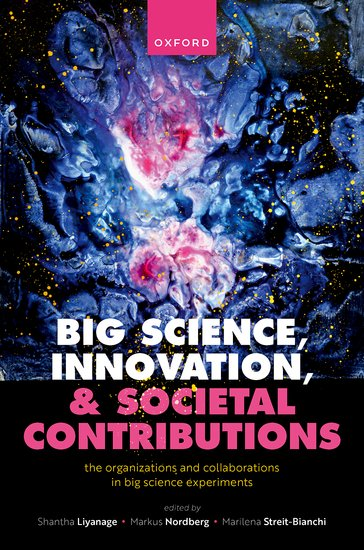 OXFORD
BIG SCIENCE,
INNOVATION,
& SOCIETAL
CONTRIBUTIONS
the organizations and collaborations
in big science experiments
edited by
Shantha Liyanage • Markus Nordberg • Marilena Streit-Bianchi